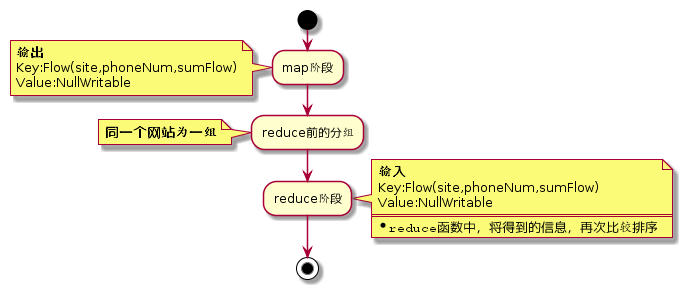 输出
Key:Flow(site,phoneNum,sumFlow)
Value:NullWritable
map阶段
同一个网站为一组
reduce前的分组
reduce阶段
输入
Key:Flow(site,phoneNum,sumFlow)
Value:NullWritable
•reduce函数中，将得到的信息，再次比较排序